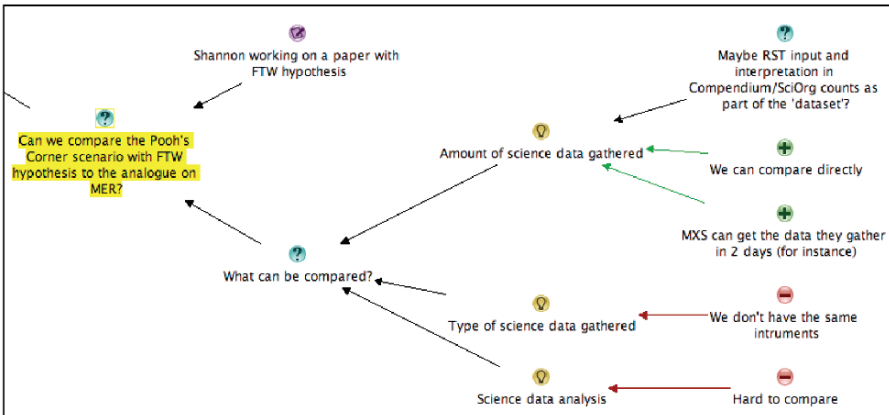 Shannon working on a paper with
FTW hypothesis
Maybe RST input and
interpretation in
Compendium/SciOrg counts as
part of the 'dataset'?
Can we compare the Pooh's
Corner scenario with FTW
hypothesis to the analogue on
MER?
Amount of science data gathered
We can compare directly
MXS can get the data they gather
in 2 days (for instance)
What can be compared?
Type of science data gathered
We don't have the same
intruments
Science data analysis
Hard to compare